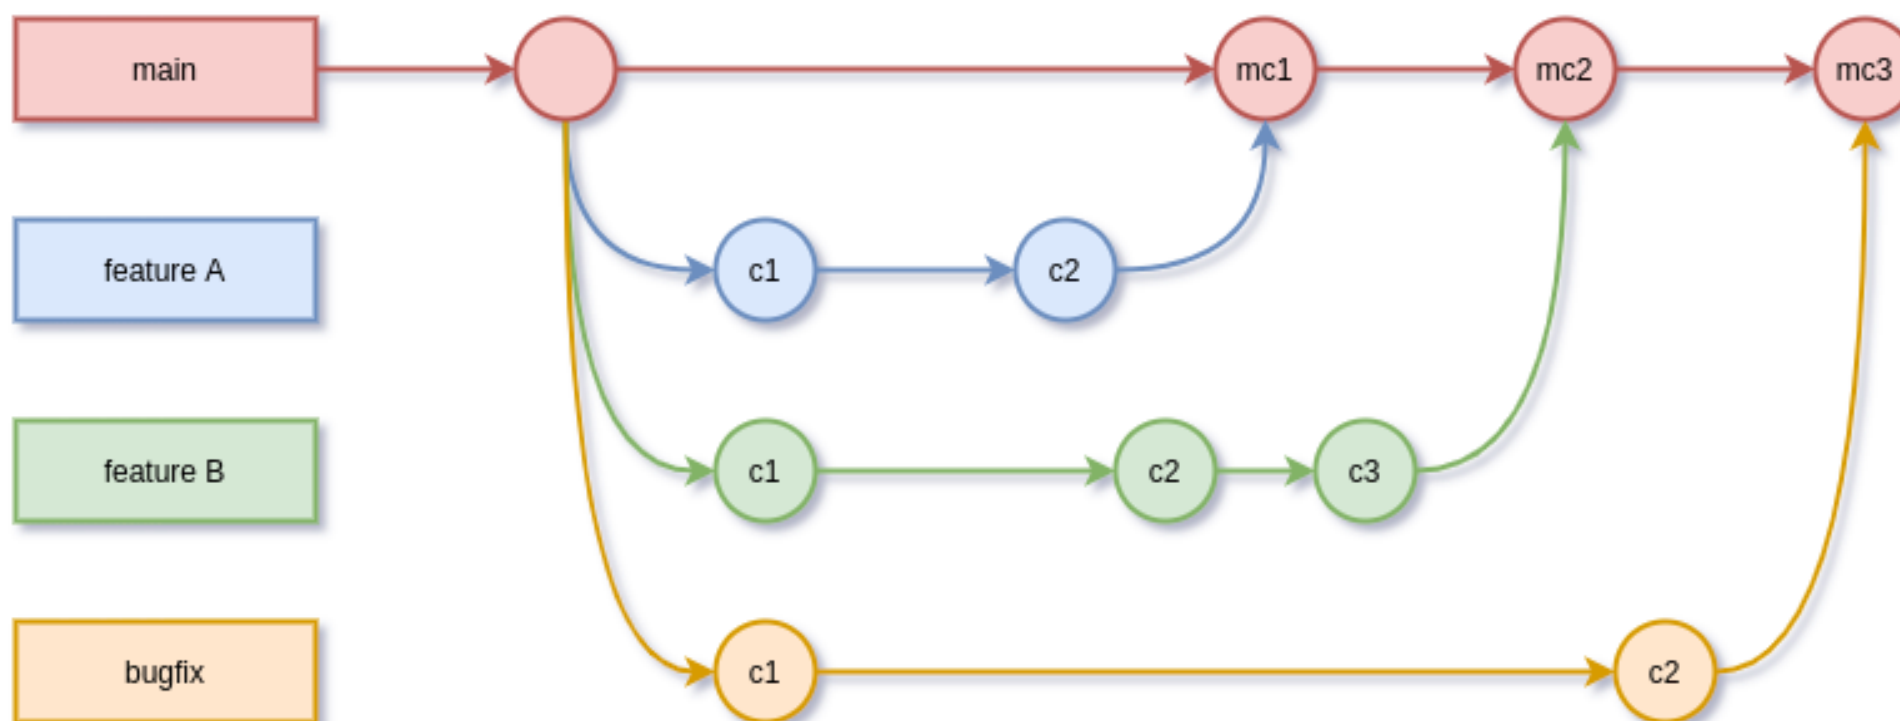 main
mc1
mc2
mc3
feature A
c1
c2
feature B
c1
c2
c3
bugfix
c1
c2